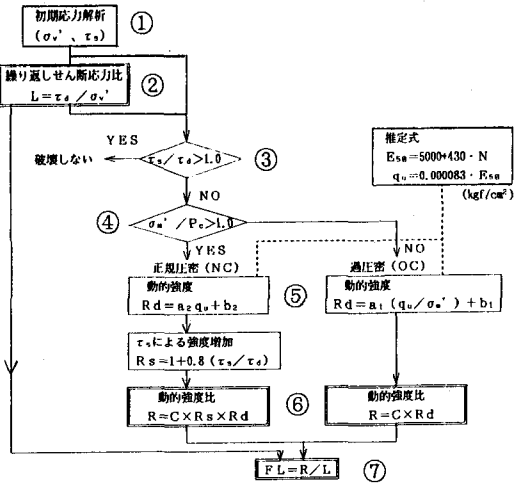 初期応力解析
(σv'、τs)
①
繰り返しせん断応力比
L=τd/σv'
②
YES
破壊しない
τs/τd>1.0
③
推定式
E50=5000+430・N
qu=0.000083・E50
(kgf/cm²)
NO
④
σm'/Pc>1.0
YES
NO
正規圧密(NC)
過圧密(OC)
動的強度
Rd=a2qu+b2
⑤
動的強度
Rd=a1(qu/σm')+b1
τsによる強度増加
Rs=1+0.8(τs/τd)
動的強度比
R=C×Rs×Rd
⑥
動的強度比
R=C×Rd
FL=R/L
⑦